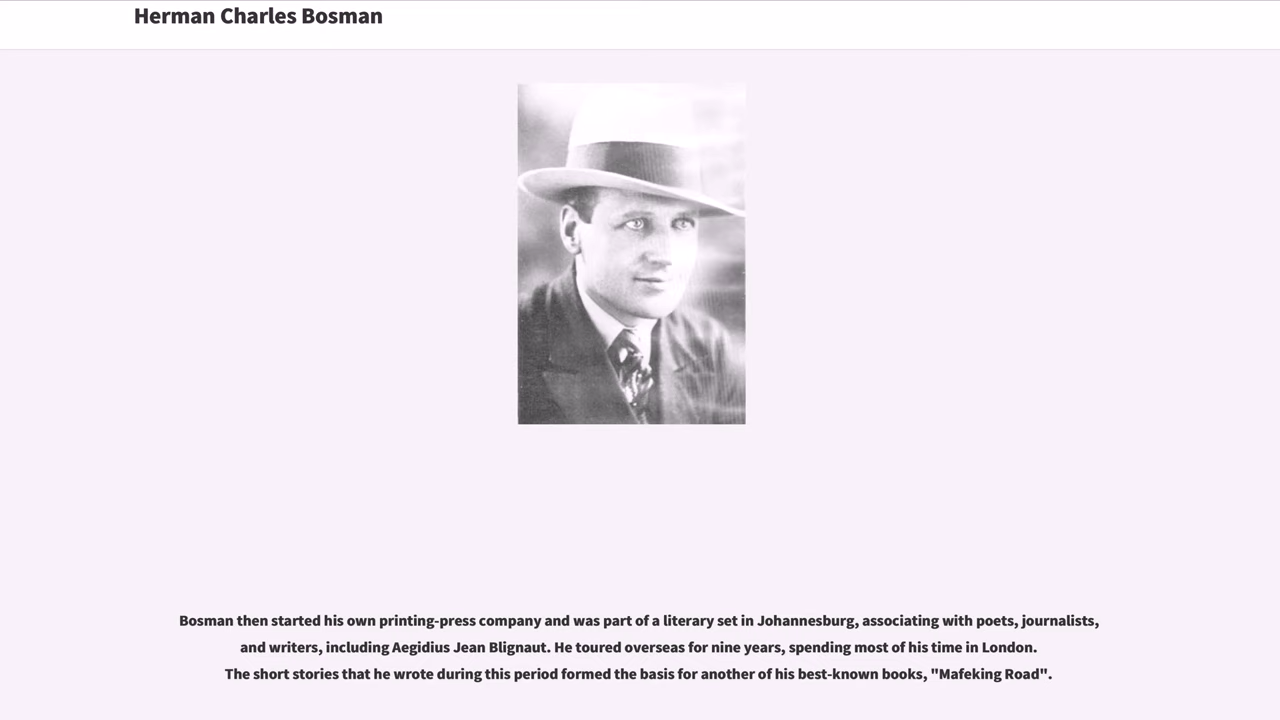 Herman Charles Bosman
Bosman then started his own printing-press company and was part of a literary set in Johannesburg, associating with poets, journalists,
and writers, including Aegidius Jean Blignaut. He toured overseas for nine years, spending most of his time in London.
The short stories that he wrote during this period formed the basis for another of his best-known books, "Mafeking Road".